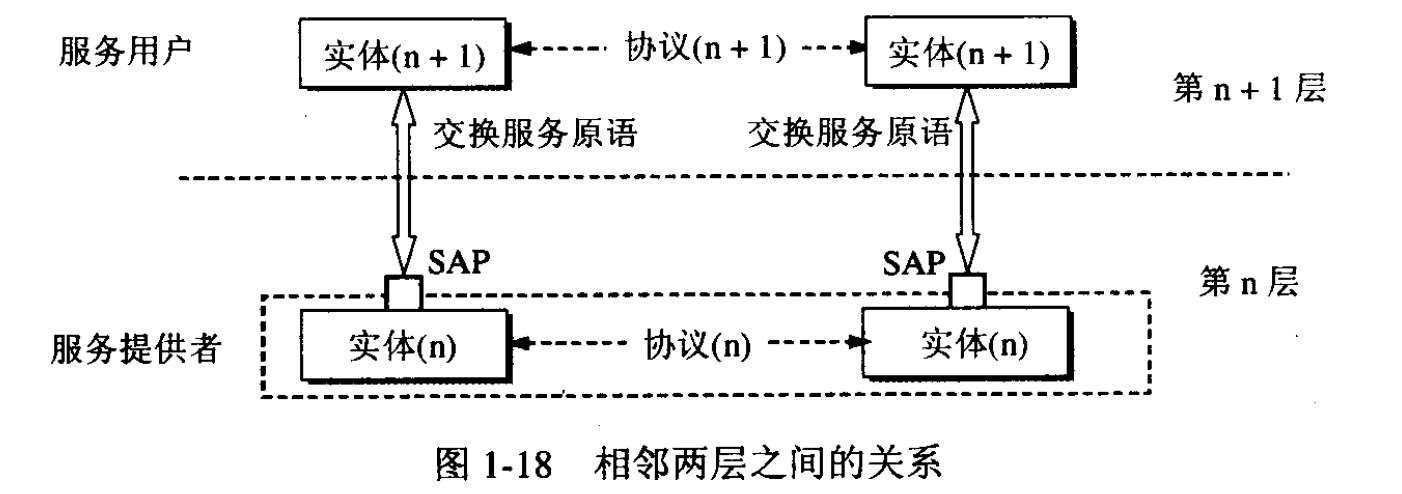 服务用户 实体(n + 1) 协议(n + 1) 实体(n + 1)
第 n + 1 层
交换服务原语 交换服务原语
SAP SAP
第 n 层
服务提供者 实体(n) 协议(n) 实体(n)
图 1-18 相邻两层之间的关系